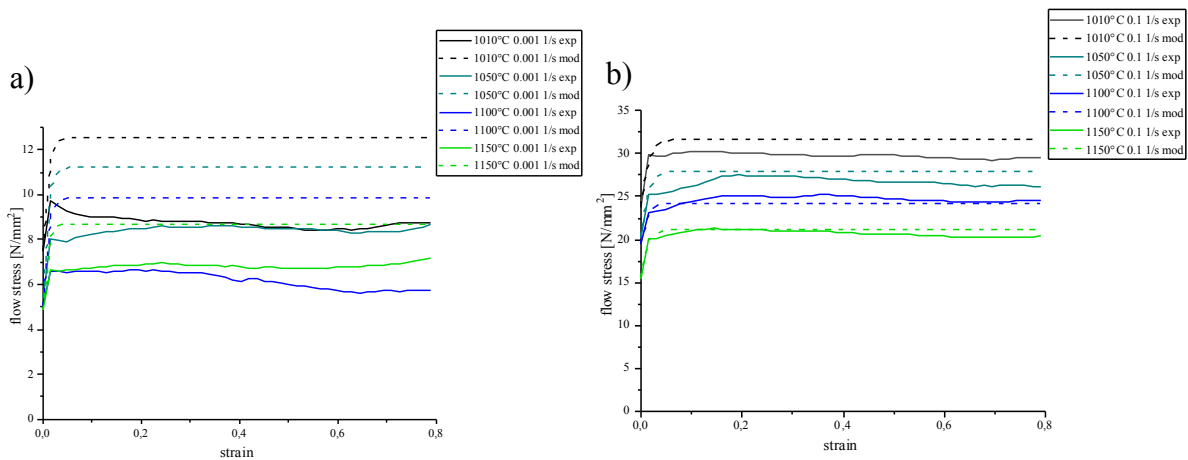 a)
1010°C 0.001 1/s exp
1010°C 0.001 1/s mod
1050°C 0.001 1/s exp
1050°C 0.001 1/s mod
1100°C 0.001 1/s exp
1100°C 0.001 1/s mod
1150°C 0.001 1/s exp
1150°C 0.001 1/s mod
flow stress [N/mm²]
12
10
8
6
4
2
0
0,0 0,2 0,4 0,6 0,8
strain
b)
1010°C 0.1 1/s exp
1010°C 0.1 1/s mod
1050°C 0.1 1/s exp
1050°C 0.1 1/s mod
1100°C 0.1 1/s exp
1100°C 0.1 1/s mod
1150°C 0.1 1/s exp
1150°C 0.1 1/s mod
flow stress [N/mm²]
35
30
25
20
15
10
5
0
0,0 0,2 0,4 0,6 0,8
strain